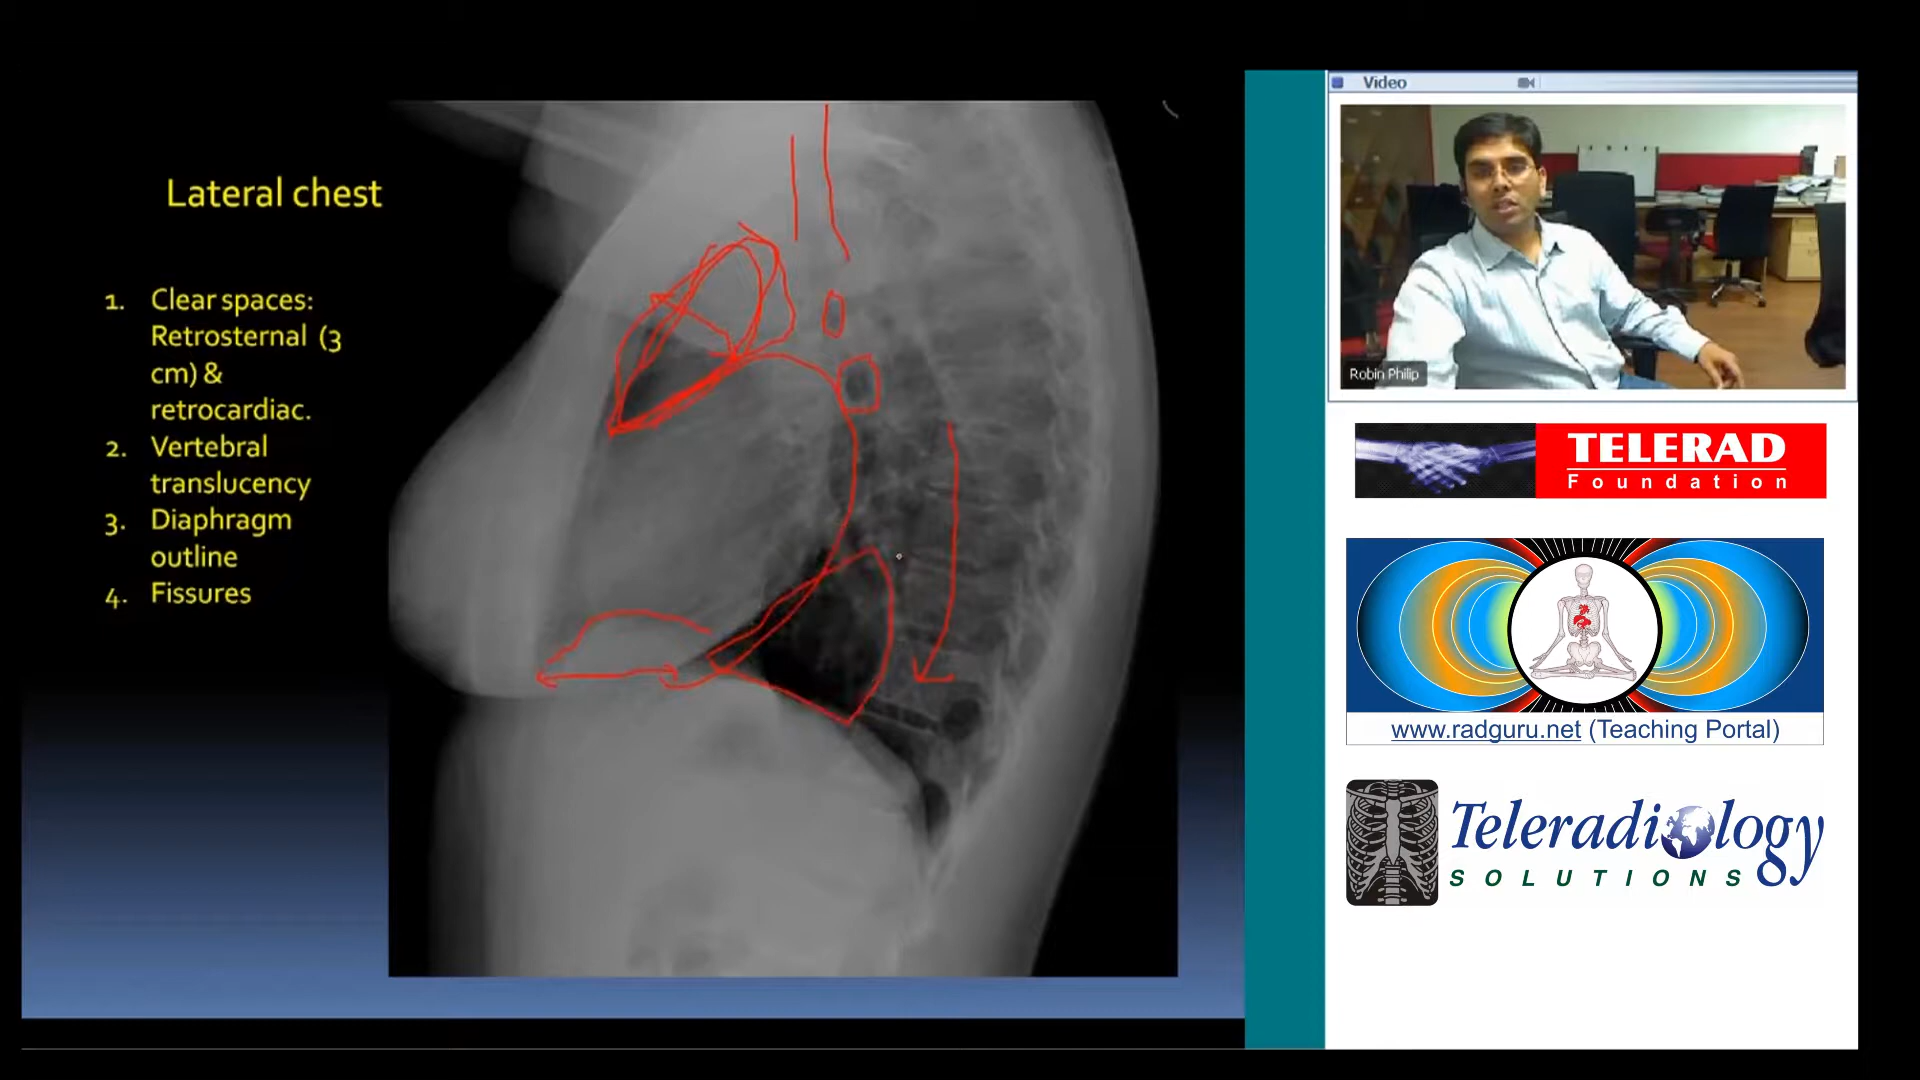 Lateral chest
1. Clear spaces:
Retrosternal (3
cm) &
retrocardiac.
2. Vertebral
translucency
3. Diaphragm
outline
4. Fissures
Video
Robin Philip
TELERAD
Foundation
www.radguru.net (Teaching Portal)
Teleradiology
SOLUTIONS